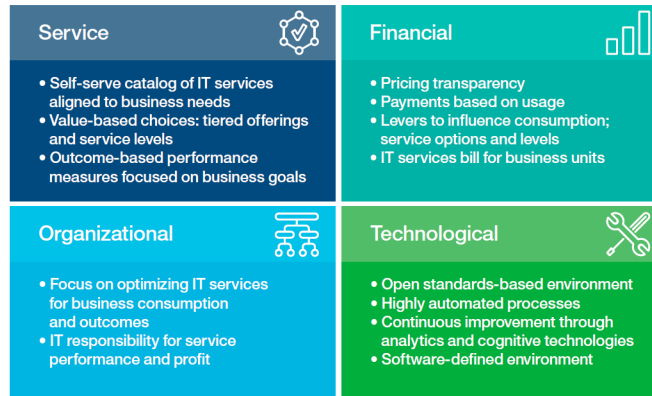 Service
• Self-serve catalog of IT services
aligned to business needs
• Value-based choices: tiered offerings
and service levels
• Outcome-based performance
measures focused on business goals
Financial
• Pricing transparency
• Payments based on usage
• Levers to influence consumption;
service options and levels
• IT services bill for business units
Organizational
• Focus on optimizing IT services
for business consumption
and outcomes
• IT responsibility for service
performance and profit
Technological
• Open standards-based environment
• Highly automated processes
• Continuous improvement through
analytics and cognitive technologies
• Software-defined environment